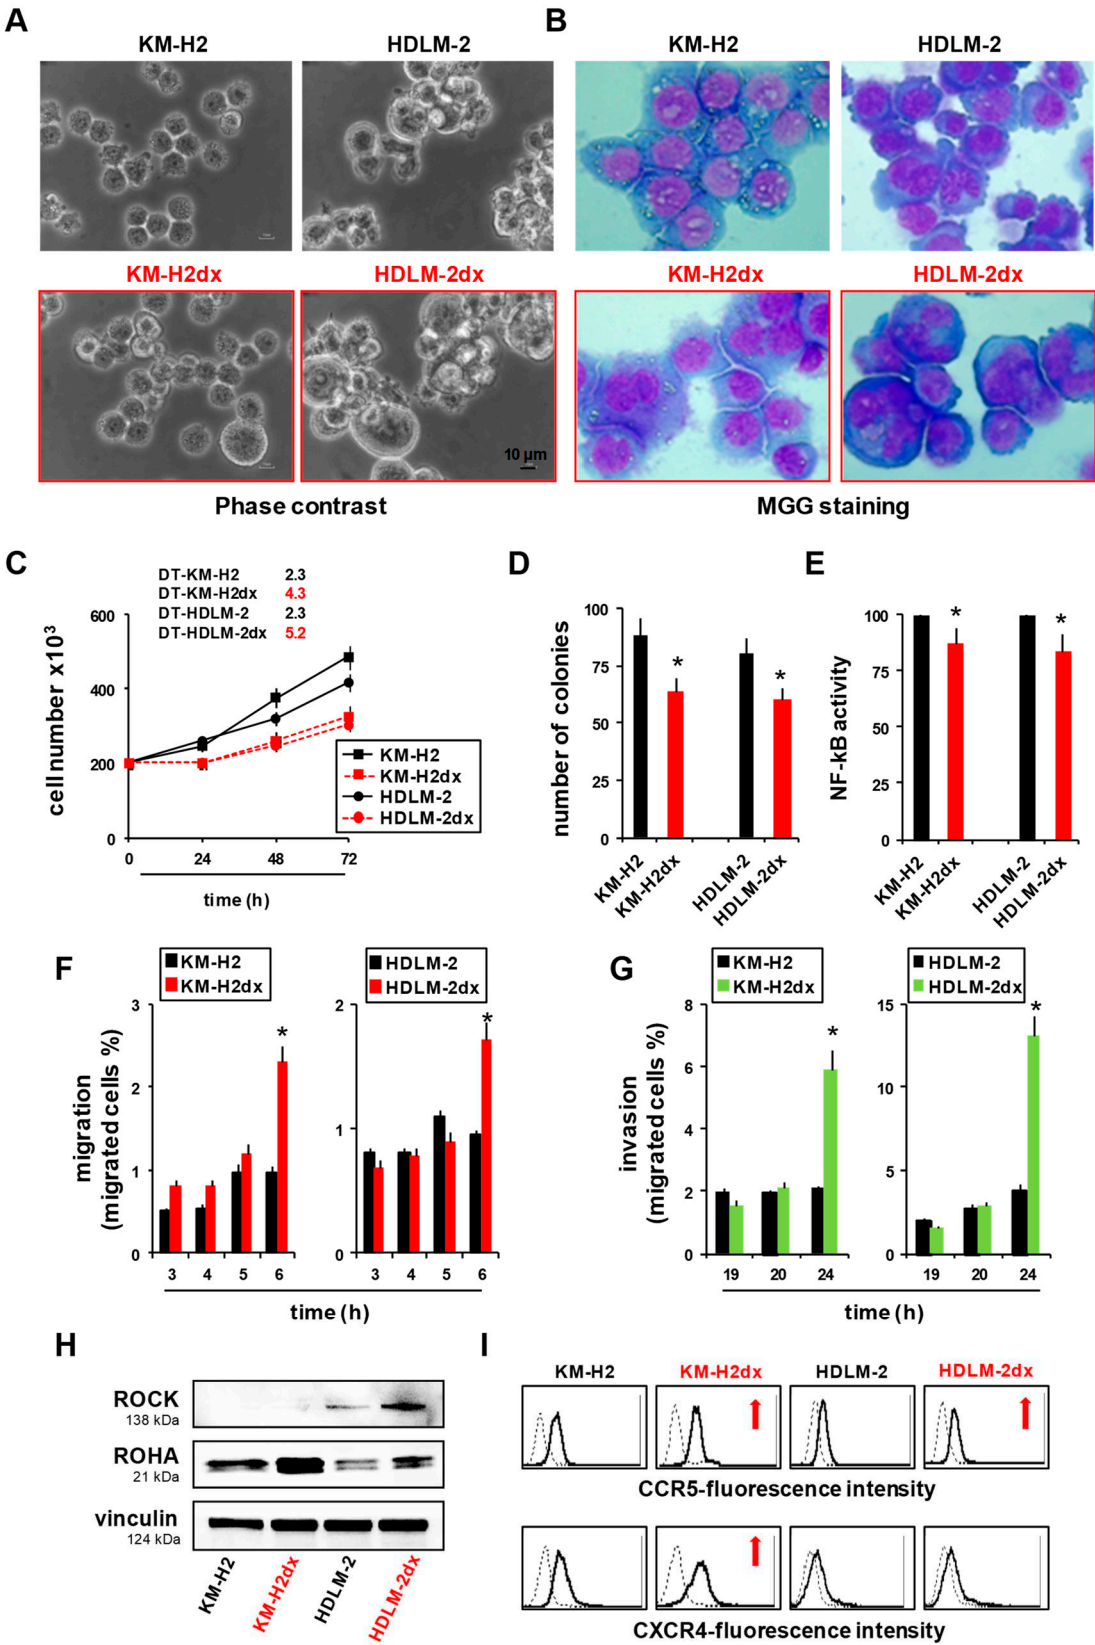 A
B
KM-H2
HDLM-2
KM-H2
HDLM-2
KM-H2dx
HDLM-2dx
KM-H2dx
HDLM-2dx
10 µm
Phase contrast
MGG staining
C
D
E
DT-KM-H2 2.3
DT-KM-H2dx 4.3
DT-HDLM-2 2.3
DT-HDLM-2dx 5.2
cell number x10³
600
400
200
0
0 24 48 72
time (h)
KM-H2
KM-H2dx
HDLM-2
HDLM-2dx
number of colonies
100
75
50
25
0
* *
KM-H2
KM-H2dx
HDLM-2
HDLM-2dx
NF-kB activity
100
75
50
25
0
* *
KM-H2
KM-H2dx
HDLM-2
HDLM-2dx
F
KM-H2
KM-H2dx
HDLM-2
HDLM-2dx
migration
(migrated cells %)
3
2
1
0
*
3 4 5 6
2
1
0
*
3 4 5 6
time (h)
G
KM-H2
KM-H2dx
HDLM-2
HDLM-2dx
invasion
(migrated cells %)
8
6
4
2
0
*
19 20 24
15
10
5
0
*
19 20 24
time (h)
H
ROCK
138 kDa
ROHA
21 kDa
vinculin
124 kDa
KM-H2
KM-H2dx
HDLM-2
HDLM-2dx
I
KM-H2
KM-H2dx
HDLM-2
HDLM-2dx
CCR5-fluorescence intensity
CXCR4-fluorescence intensity